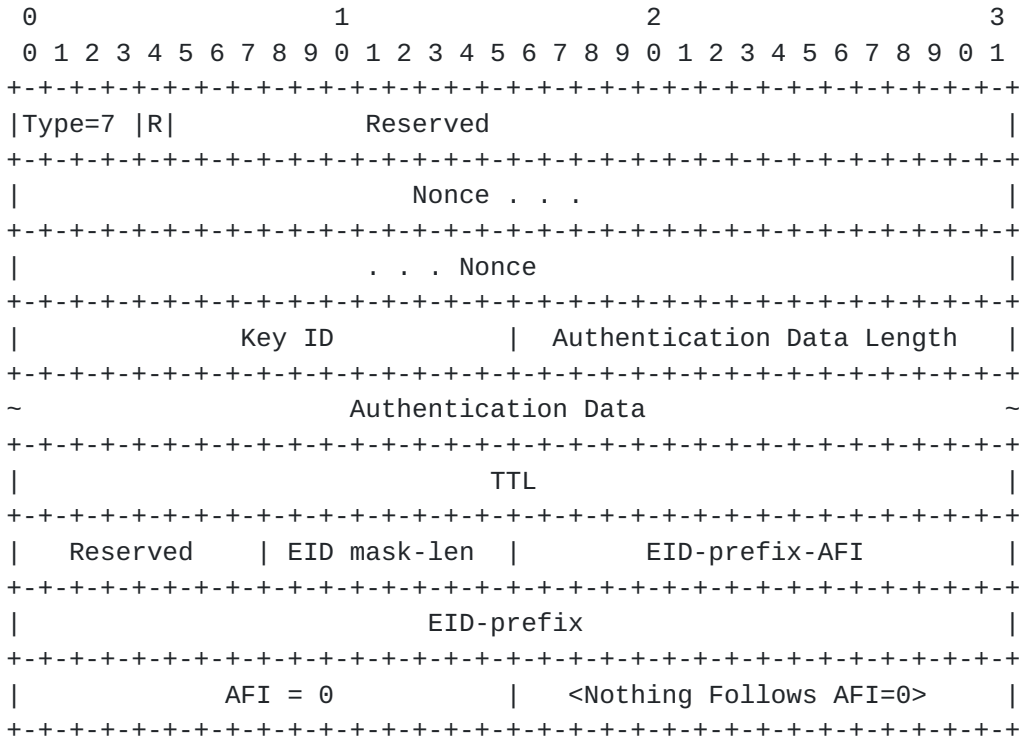 0                   1                   2                   3
0 1 2 3 4 5 6 7 8 9 0 1 2 3 4 5 6 7 8 9 0 1 2 3 4 5 6 7 8 9 0 1
+-+-+-+-+-+-+-+-+-+-+-+-+-+-+-+-+-+-+-+-+-+-+-+-+-+-+-+-+-+-+-+-+
|Type=7 |R|            Reserved                                 |
+-+-+-+-+-+-+-+-+-+-+-+-+-+-+-+-+-+-+-+-+-+-+-+-+-+-+-+-+-+-+-+-+
|                         Nonce . . .                           |
+-+-+-+-+-+-+-+-+-+-+-+-+-+-+-+-+-+-+-+-+-+-+-+-+-+-+-+-+-+-+-+-+
|                      . . . Nonce                              |
+-+-+-+-+-+-+-+-+-+-+-+-+-+-+-+-+-+-+-+-+-+-+-+-+-+-+-+-+-+-+-+-+
|              Key ID           |  Authentication Data Length   |
+-+-+-+-+-+-+-+-+-+-+-+-+-+-+-+-+-+-+-+-+-+-+-+-+-+-+-+-+-+-+-+-+
~                     Authentication Data                       ~
+-+-+-+-+-+-+-+-+-+-+-+-+-+-+-+-+-+-+-+-+-+-+-+-+-+-+-+-+-+-+-+-+
|                              TTL                              |
+-+-+-+-+-+-+-+-+-+-+-+-+-+-+-+-+-+-+-+-+-+-+-+-+-+-+-+-+-+-+-+-+
|   Reserved    | EID mask-len  |        EID-prefix-AFI         |
+-+-+-+-+-+-+-+-+-+-+-+-+-+-+-+-+-+-+-+-+-+-+-+-+-+-+-+-+-+-+-+-+
|                          EID-prefix                           |
+-+-+-+-+-+-+-+-+-+-+-+-+-+-+-+-+-+-+-+-+-+-+-+-+-+-+-+-+-+-+-+-+
|             AFI = 0           |   <Nothing Follows AFI=0>     |
+-+-+-+-+-+-+-+-+-+-+-+-+-+-+-+-+-+-+-+-+-+-+-+-+-+-+-+-+-+-+-+-+